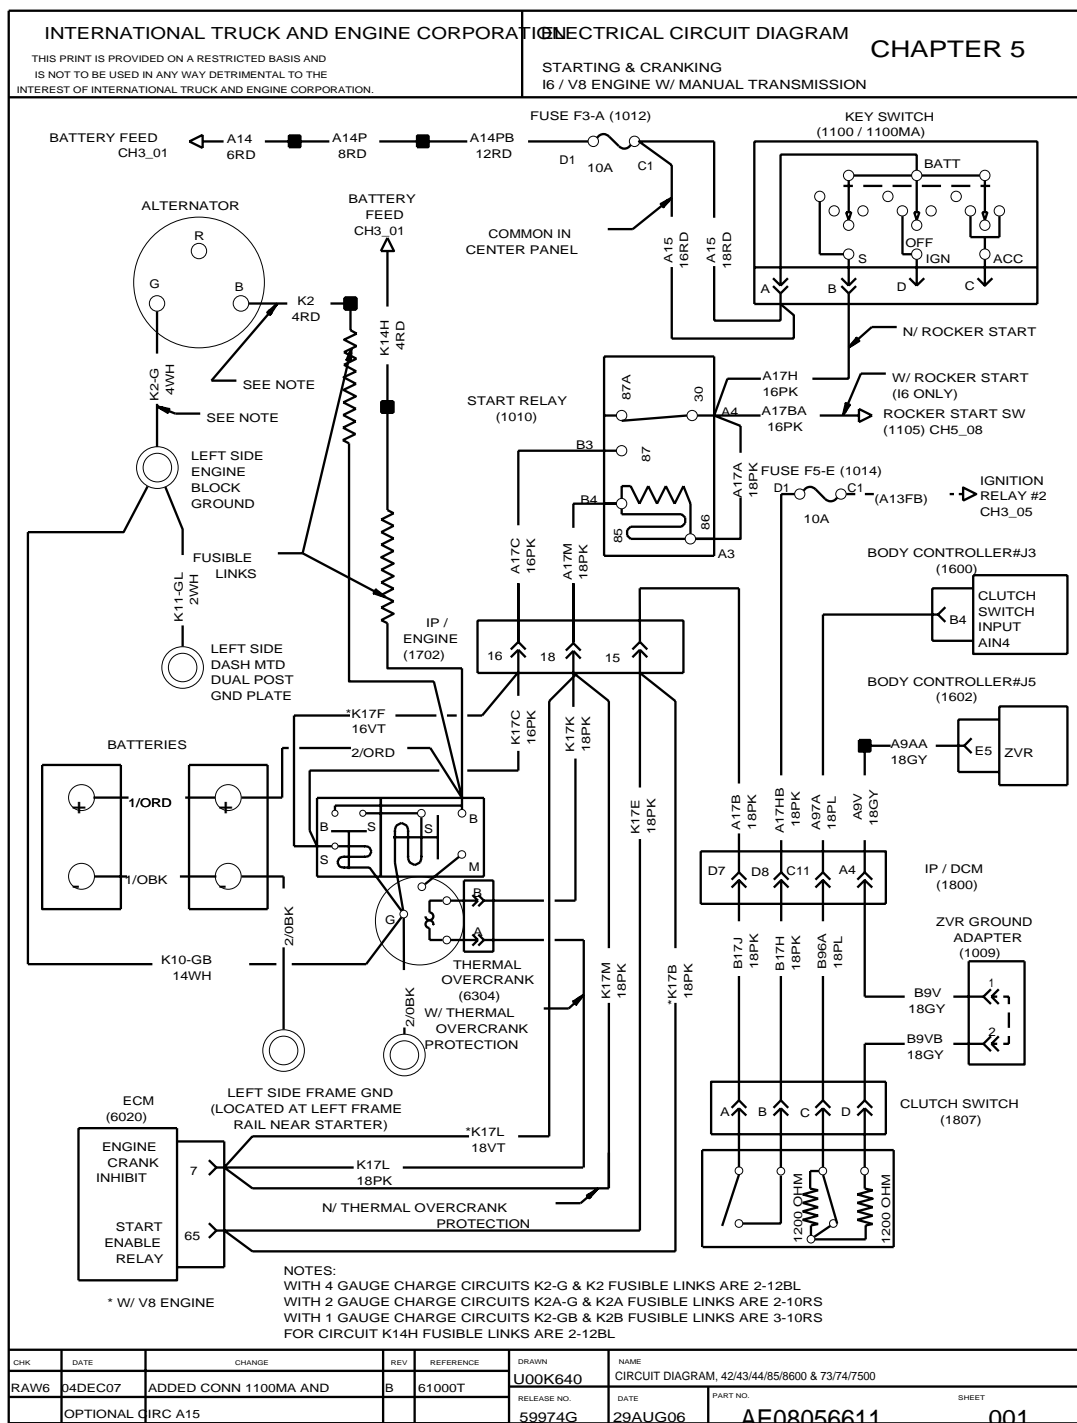 INTERNATIONAL TRUCK AND ENGINE CORPORATION
THIS PRINT IS PROVIDED ON A RESTRICTED BASIS AND
IS NOT TO BE USED IN ANY WAY DETRIMENTAL TO THE
INTEREST OF INTERNATIONAL TRUCK AND ENGINE CORPORATION.
ELECTRICAL CIRCUIT DIAGRAM
CHAPTER 5
STARTING & CRANKING
I6 / V8 ENGINE W/ MANUAL TRANSMISSION
BATTERY FEED
CH3_01
A14
6RD
A14P
8RD
A14PB
12RD
FUSE F3-A (1012)
D1
10A
C1
COMMON IN
CENTER PANEL
A15
16RD
A15
18RD
KEY SWITCH
(1100 / 1100MA)
BATT
OFF
S
IGN
ACC
A
B
D
C
N/ ROCKER START
ALTERNATOR
R
G
B
K2
4RD
BATTERY
FEED
CH3_01
K14H
4RD
SEE NOTE
SEE NOTE
K2-G
4WH
LEFT SIDE
ENGINE
BLOCK
GROUND
K11-GL
2WH
FUSIBLE
LINKS
LEFT SIDE
DASH MTD
DUAL POST
GND PLATE
START RELAY
(1010)
87A
30
A4
B3
87
B4
85
86
A3
A17H
16PK
A17BA
16PK
A17A
18PK
W/ ROCKER START
(I6 ONLY)
ROCKER START SW
(1105) CH5_08
FUSE F5-E (1014)
D1
C1
10A
(A13FB)
IGNITION
RELAY #2
CH3_05
A17C
16PK
A17M
18PK
BODY CONTROLLER#J3
(1600)
B4
CLUTCH
SWITCH
INPUT
AIN4
BODY CONTROLLER#J5
(1602)
A9AA
18GY
E5
ZVR
IP /
ENGINE
(1702)
16
18
15
*K17F
16VT
2/ORD
K17C
16PK
K17K
18PK
K17E
18PK
A17B
18PK
A17HB
18PK
A97A
18PL
A9V
18GY
BATTERIES
+
1/ORD
+
-
1/OBK
-
B
S
S
B
S
M
G
B
A
2/0BK
2/0BK
K10-GB
14WH
THERMAL
OVERCRANK
(6304)
W/ THERMAL
OVERCRANK
PROTECTION
K17M
18PK
*K17B
18PK
D7
D8
C11
A4
IP / DCM
(1800)
B17J
18PK
B17H
18PK
B96A
18PL
ZVR GROUND
ADAPTER
(1009)
1
2
B9V
18GY
B9VB
18GY
LEFT SIDE FRAME GND
(LOCATED AT LEFT FRAME
RAIL NEAR STARTER)
A
B
C
D
CLUTCH SWITCH
(1807)
1200 OHM
1200 OHM
ECM
(6020)
ENGINE
CRANK
INHIBIT
7
START
ENABLE
RELAY
65
*K17L
18VT
K17L
18PK
N/ THERMAL OVERCRANK
PROTECTION
* W/ V8 ENGINE
NOTES:
WITH 4 GAUGE CHARGE CIRCUITS K2-G & K2 FUSIBLE LINKS ARE 2-12BL
WITH 2 GAUGE CHARGE CIRCUITS K2A-G & K2A FUSIBLE LINKS ARE 2-10RS
WITH 1 GAUGE CHARGE CIRCUITS K2-GB & K2B FUSIBLE LINKS ARE 3-10RS
FOR CIRCUIT K14H FUSIBLE LINKS ARE 2-12BL
CHK
DATE
CHANGE
REV
REFERENCE
RAW6
04DEC07
ADDED CONN 1100MA AND
B
61000T
OPTIONAL CIRC A15
DRAWN
U00K640
NAME
CIRCUIT DIAGRAM, 42/43/44/85/8600 & 73/74/7500
RELEASE NO.
59974G
DATE
29AUG06
PART NO.
AE08056611
SHEET
001